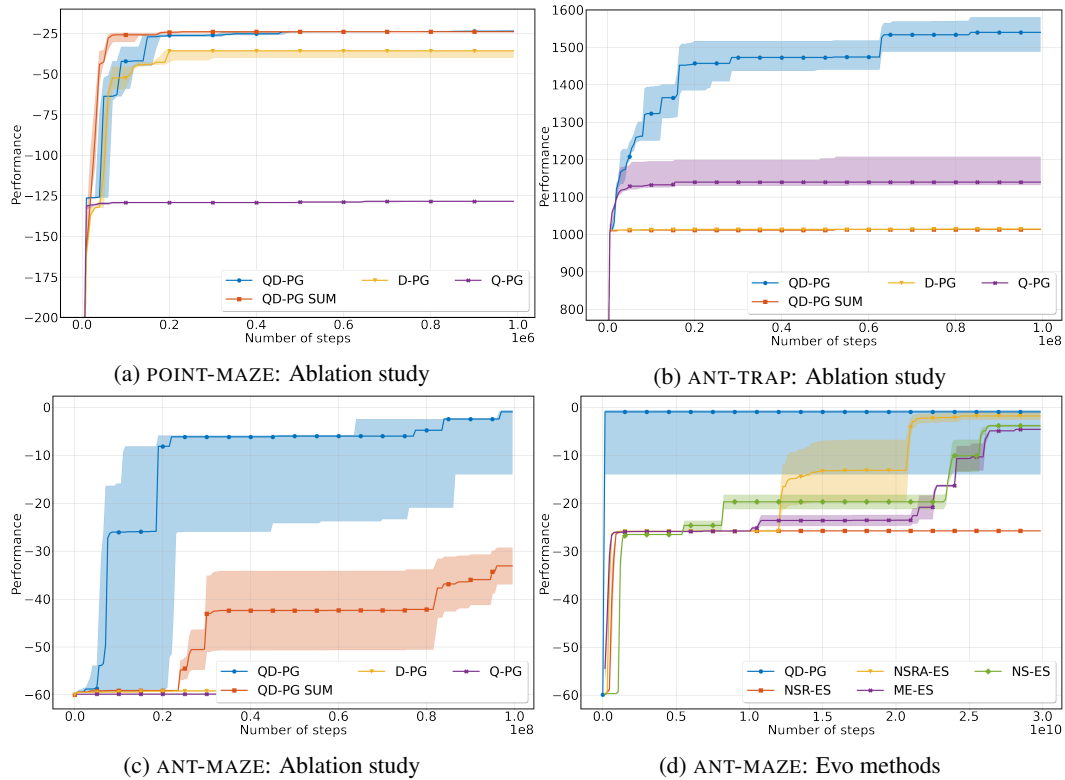 −25
−50
−75
−100
−125
−150
−175
−200
Performance
0.0 0.2 0.4 0.6 0.8 1.0
1e6
Number of steps
QD-PG D-PG Q-PG
QD-PG SUM
(a) POINT-MAZE: Ablation study
1600
1500
1400
1300
1200
1100
1000
900
800
Performance
0.0 0.2 0.4 0.6 0.8 1.0
1e8
Number of steps
QD-PG D-PG Q-PG
QD-PG SUM
(b) ANT-TRAP: Ablation study
0
−10
−20
−30
−40
−50
−60
Performance
0.0 0.2 0.4 0.6 0.8 1.0
1e8
Number of steps
QD-PG D-PG Q-PG
QD-PG SUM
(c) ANT-MAZE: Ablation study
0
−10
−20
−30
−40
−50
−60
Performance
0.0 0.5 1.0 1.5 2.0 2.5 3.0
1e10
Number of steps
QD-PG NSRA-ES NS-ES
NSR-ES ME-ES
(d) ANT-MAZE: Evo methods